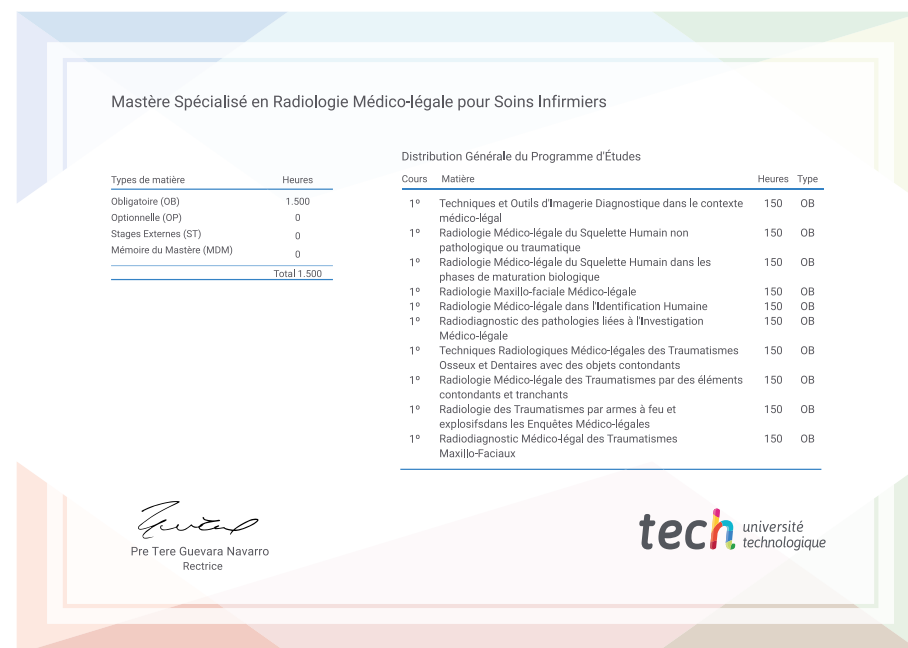 Mastère Spécialisé en Radiologie Médico-légale pour Soins Infirmiers
Types de matière Heures
Obligatoire (OB) 1.500
Optionnelle (OP) 0
Stages Externes (ST) 0
Mémoire du Mastère (MDM) 0
Total 1.500
Distribution Générale du Programme d'Études
Cours Matière Heures Type
1º Techniques et Outils d'Imagerie Diagnostique dans le contexte 150 OB
médico-légal
1º Radiologie Médico-légale du Squelette Humain non 150 OB
pathologique ou traumatique
1º Radiologie Médico-légale du Squelette Humain dans les 150 OB
phases de maturation biologique
1º Radiologie Maxillo-faciale Médico-légale 150 OB
1º Radiologie Médico-légale dans l'Identification Humaine 150 OB
1º Radiodiagnostic des pathologies liées à l'Investigation 150 OB
Médico-légale
1º Techniques Radiologiques Médico-légales des Traumatismes 150 OB
Osseux et Dentaires avec des objets contondants
1º Radiologie Médico-légale des Traumatismes par des éléments 150 OB
contondants et tranchants
1º Radiologie des Traumatismes par armes à feu et 150 OB
explosifsdans les Enquêtes Médico-légales
1º Radiodiagnostic Médico-légal des Traumatismes 150 OB
Maxillo-Faciaux
Pre Tere Guevara Navarro
Rectrice
tech université
technologique